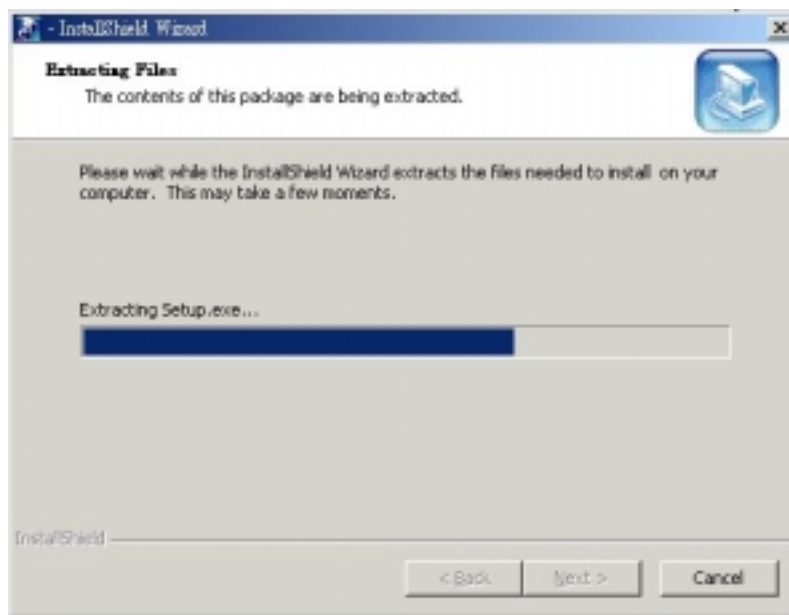 - InstallShield Wizard
Extracting Files
The contents of this package are being extracted.
Please wait while the InstallShield Wizard extracts the files needed to install  on your
computer.  This may take a few moments.
Extracting Setup.exe...
InstallShield
< Back
Next >
Cancel